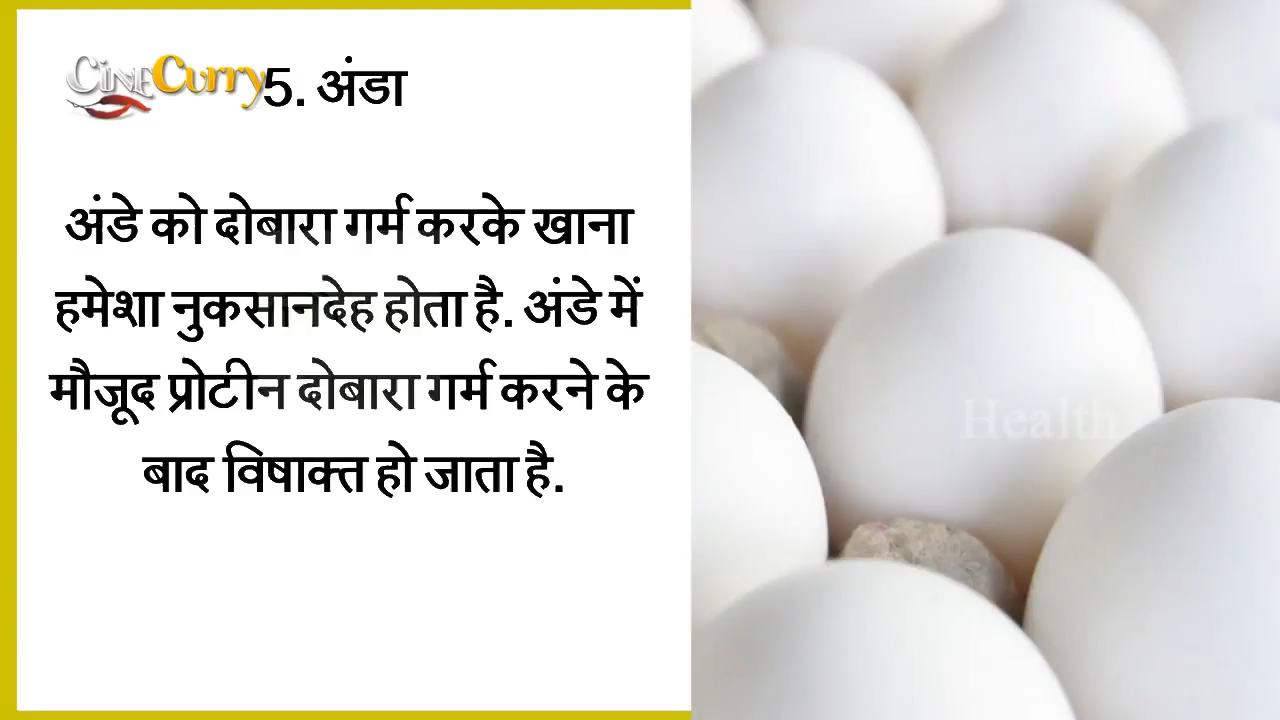 CineCurry
5. अंडा
अंडे को दोबारा गर्म करके खाना
हमेशा नुकसानदेह होता है. अंडे में
मौजूद प्रोटीन दोबारा गर्म करने के
बाद विषाक्त हो जाता है.
Health